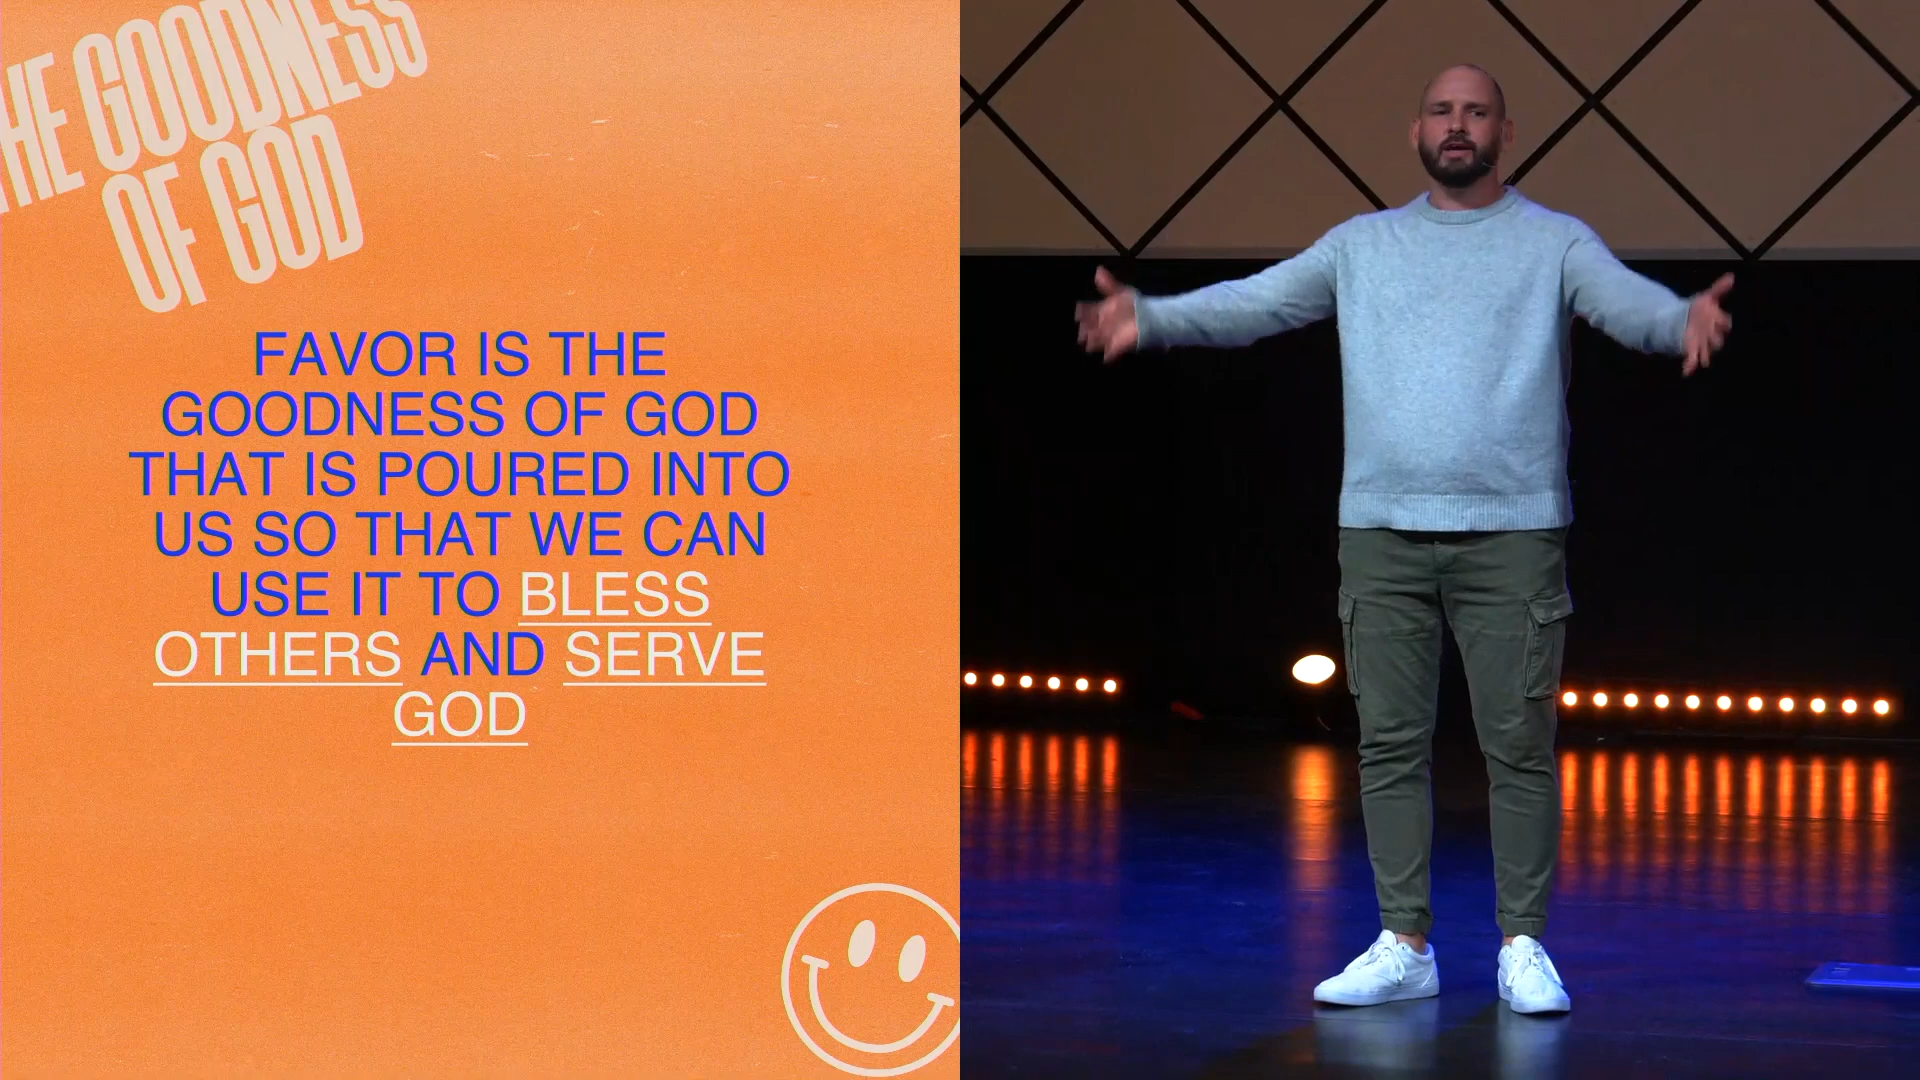 THE GOODNESS
OF GOD
FAVOR IS THE
GOODNESS OF GOD
THAT IS POURED INTO
US SO THAT WE CAN
USE IT TO BLESS
OTHERS AND SERVE
GOD